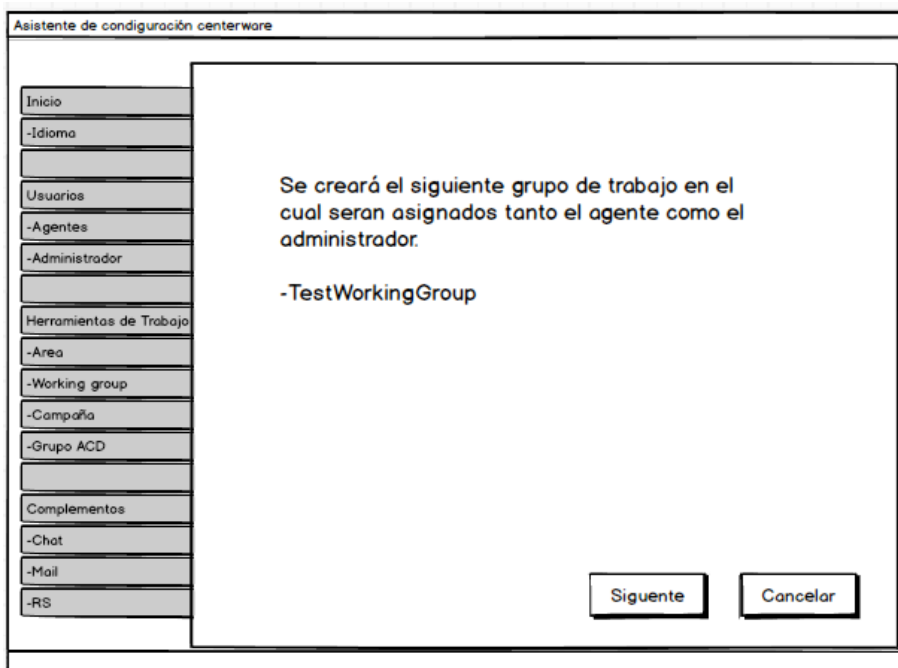 Asistente de condiguración centerware
Inicio
-Idioma
Usuarios
-Agentes
-Administrador
Herramientas de Trabajo
-Area
-Working group
-Campaña
-Grupo ACD
Complementos
-Chat
-Mail
-RS
Se creará el siguiente grupo de trabajo en el
cual seran asignados tanto el agente como el
administrador.
-TestWorkingGroup
Siguente
Cancelar